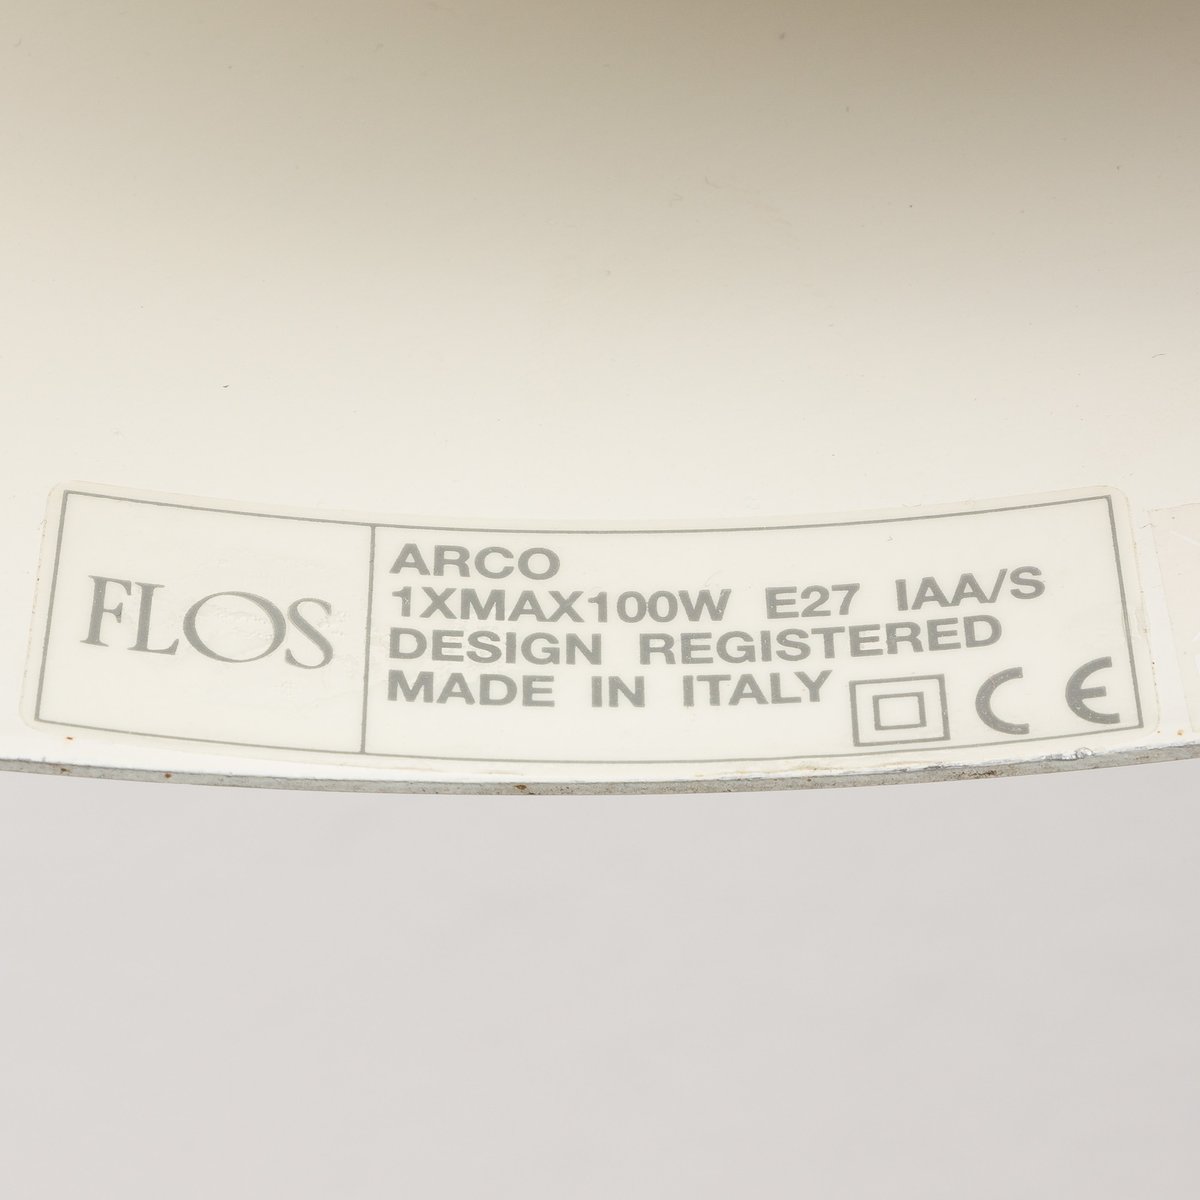 FLOS
ARCO
1XMAX100W E27 IAA/S
DESIGN REGISTERED
MADE IN ITALY
CE